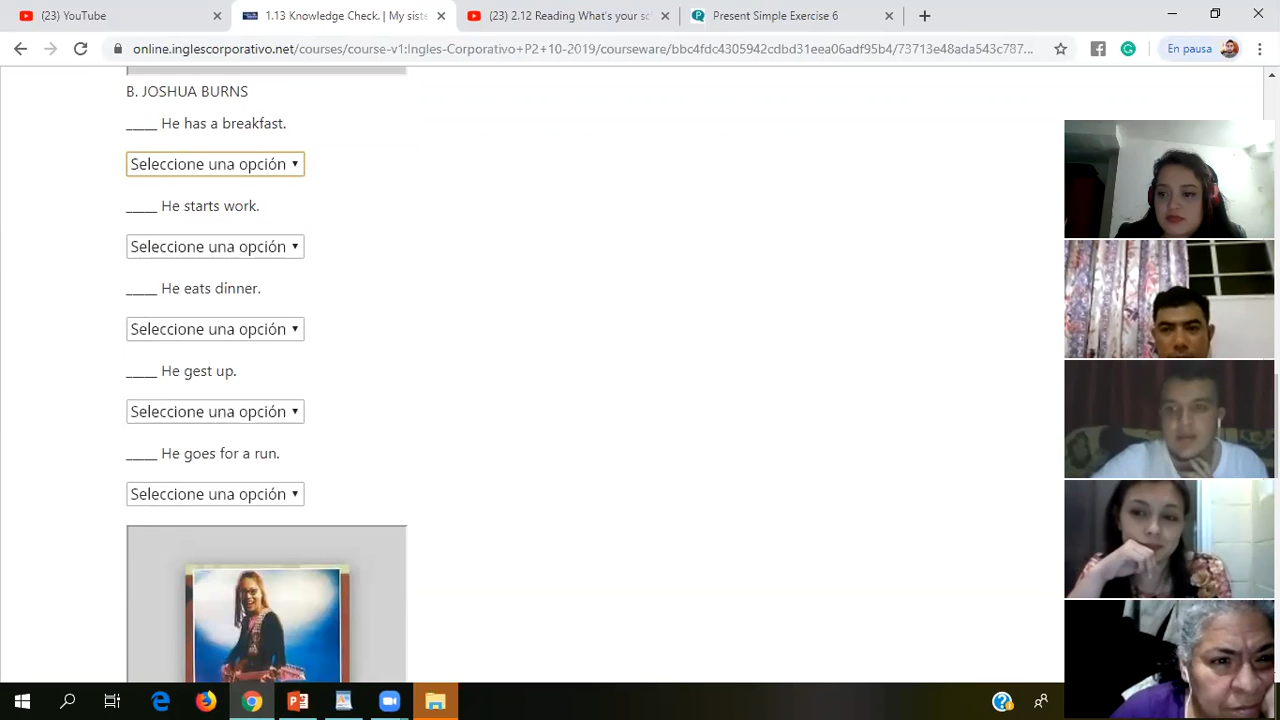 (23) YouTube
1.13 Knowledge Check. | My siste
(23) 2.12 Reading What's your sc
Present Simple Exercise 6
online.inglescorporativo.net/courses/course-v1:Ingles-Corporativo+P2+10-2019/courseware/bbc4fdc4305942cdbd31eea06adf95b4/73713e48ada543c787...
En pausa
B. JOSHUA BURNS
_____ He has a breakfast.
Seleccione una opción
_____ He starts work.
Seleccione una opción
_____ He eats dinner.
Seleccione una opción
_____ He gest up.
Seleccione una opción
_____ He goes for a run.
Seleccione una opción